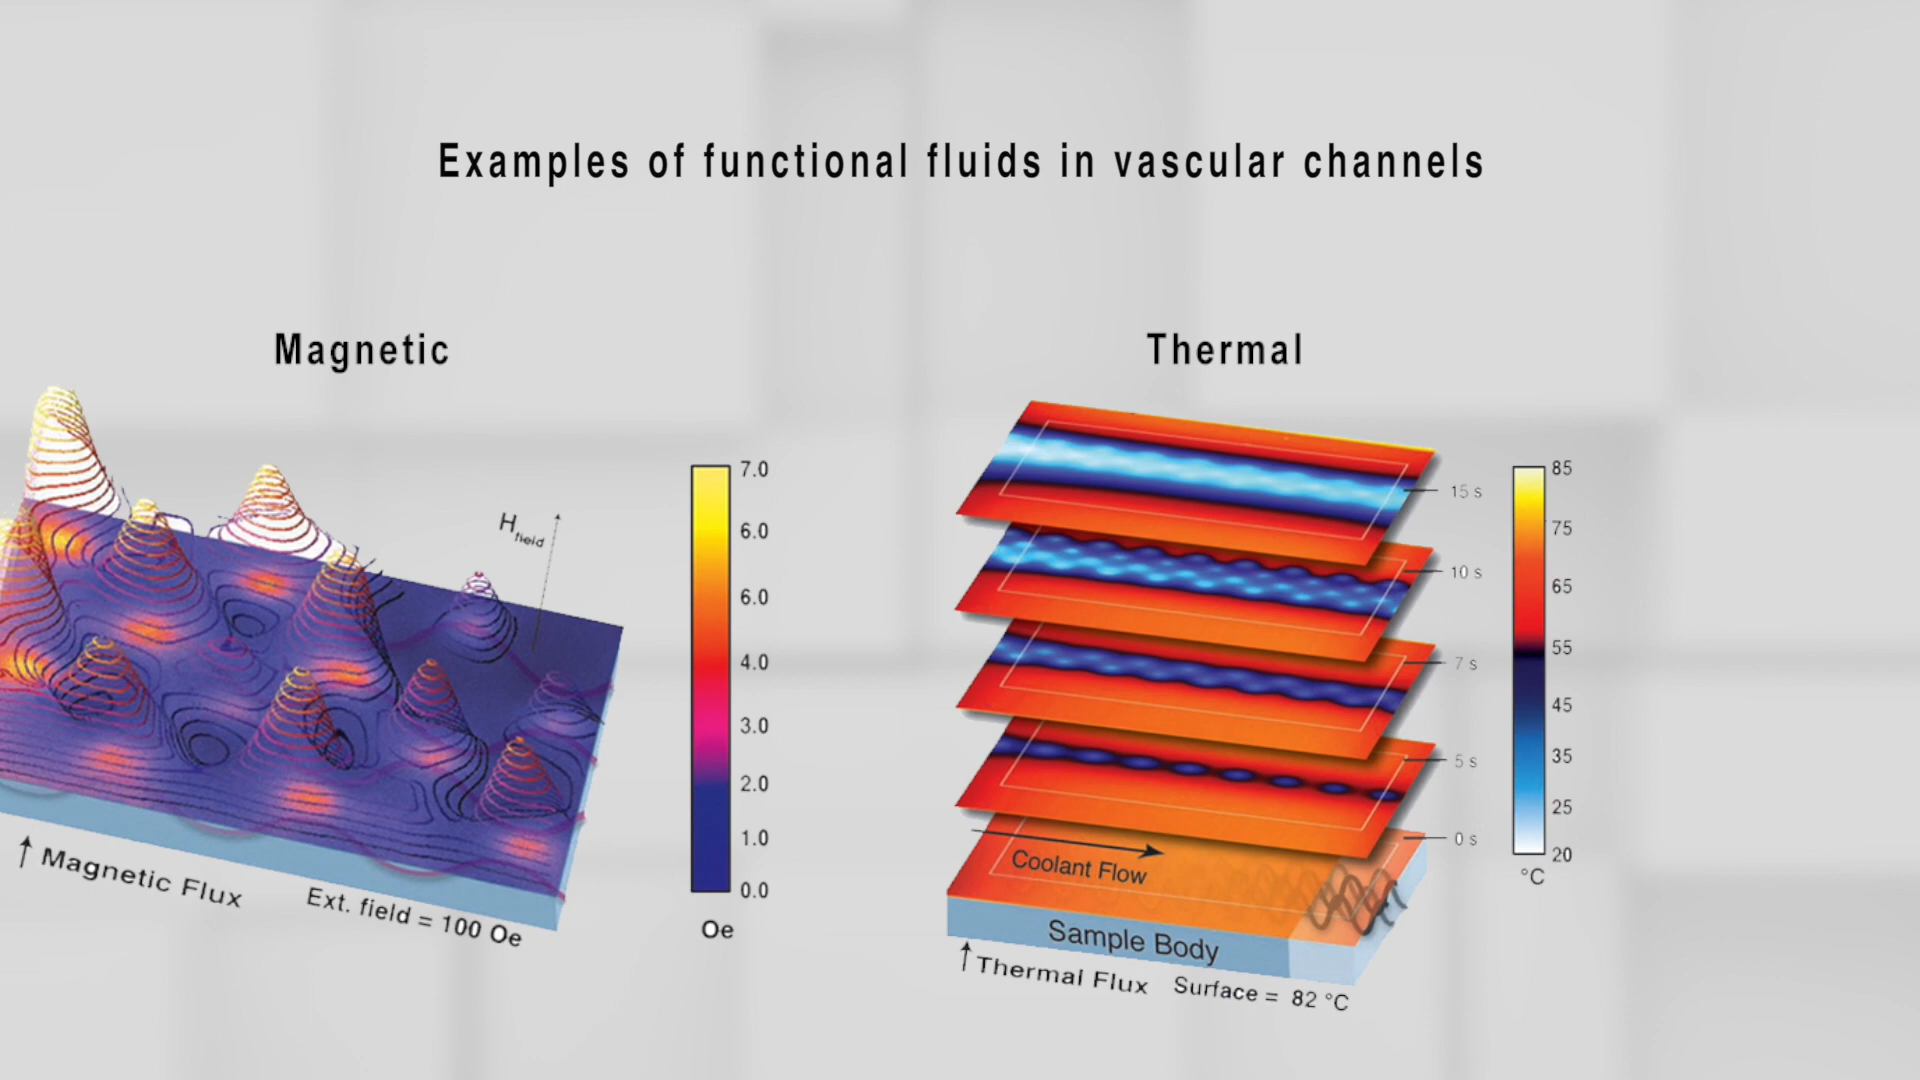 Examples of functional fluids in vascular channels
Magnetic
H field
7.0
6.0
6.0
4.0
3.0
2.0
1.0
0.0
Oe
Magnetic Flux
Ext. field = 100 Oe
Thermal
15 s
10 s
7 s
5 s
0 s
85
75
65
55
45
35
25
20
°C
Coolant Flow
Sample Body
Thermal Flux
Surface = 82 °C